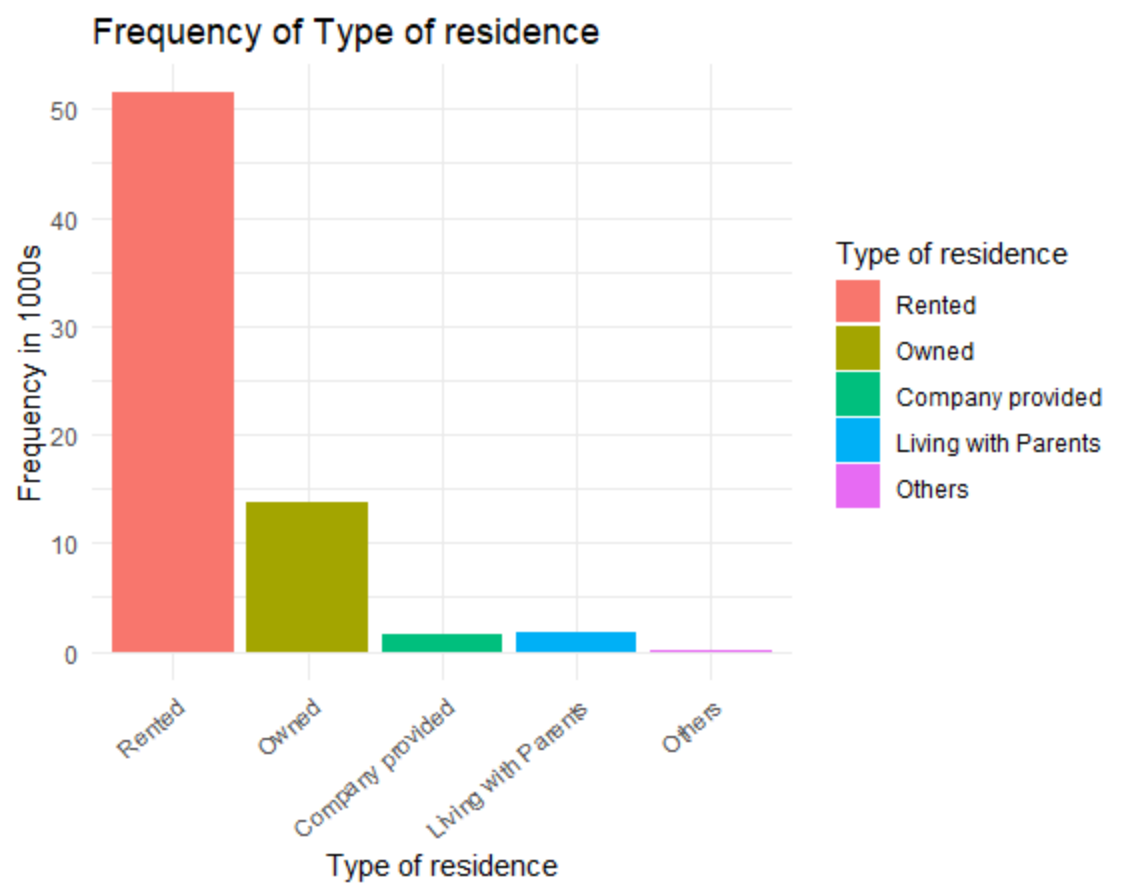 Frequency of Type of residence
Frequency in 1000s
50
40
30
20
10
0
Rented
Owned
Company provided
Living with Parents
Others
Type of residence
Type of residence
Rented
Owned
Company provided
Living with Parents
Others